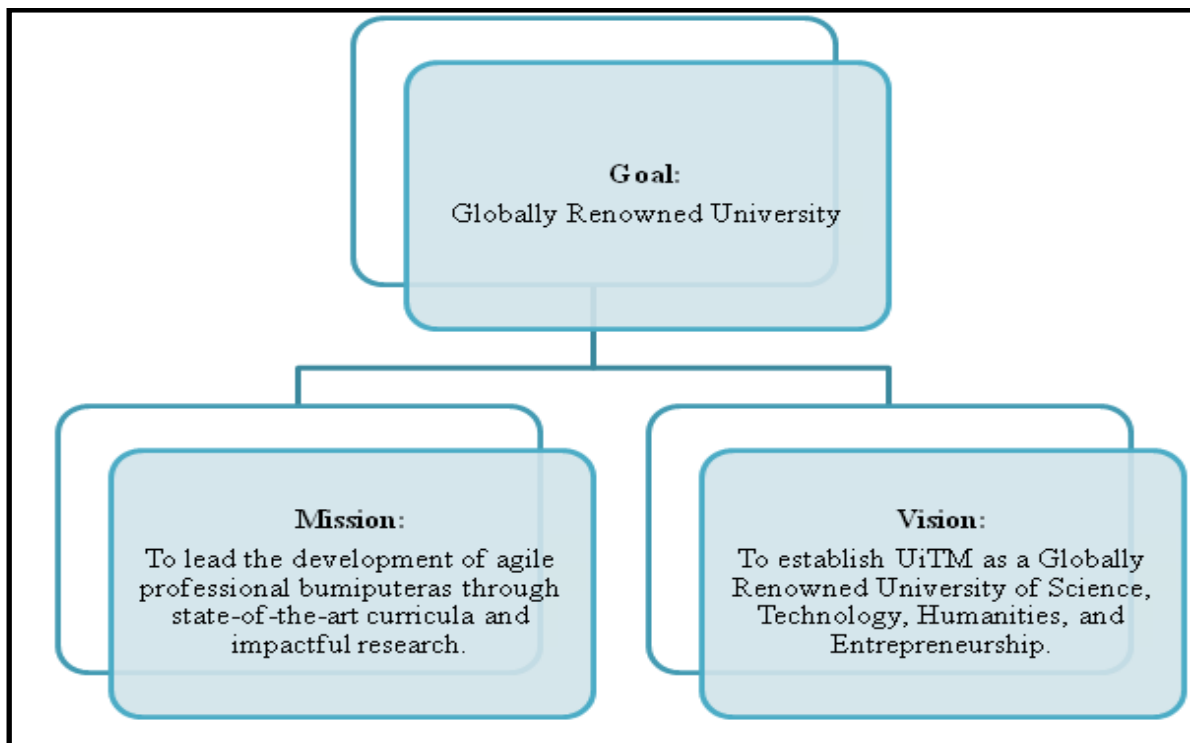 Goal:
Globally Renowned University
Mission:
To lead the development of agile
professional bumiputeras through
state-of-the-art curricula and
impactful research.
Vision:
To establish UiTM as a Globally
Renowned University of Science,
Technology, Humanities, and
Entrepreneurship.